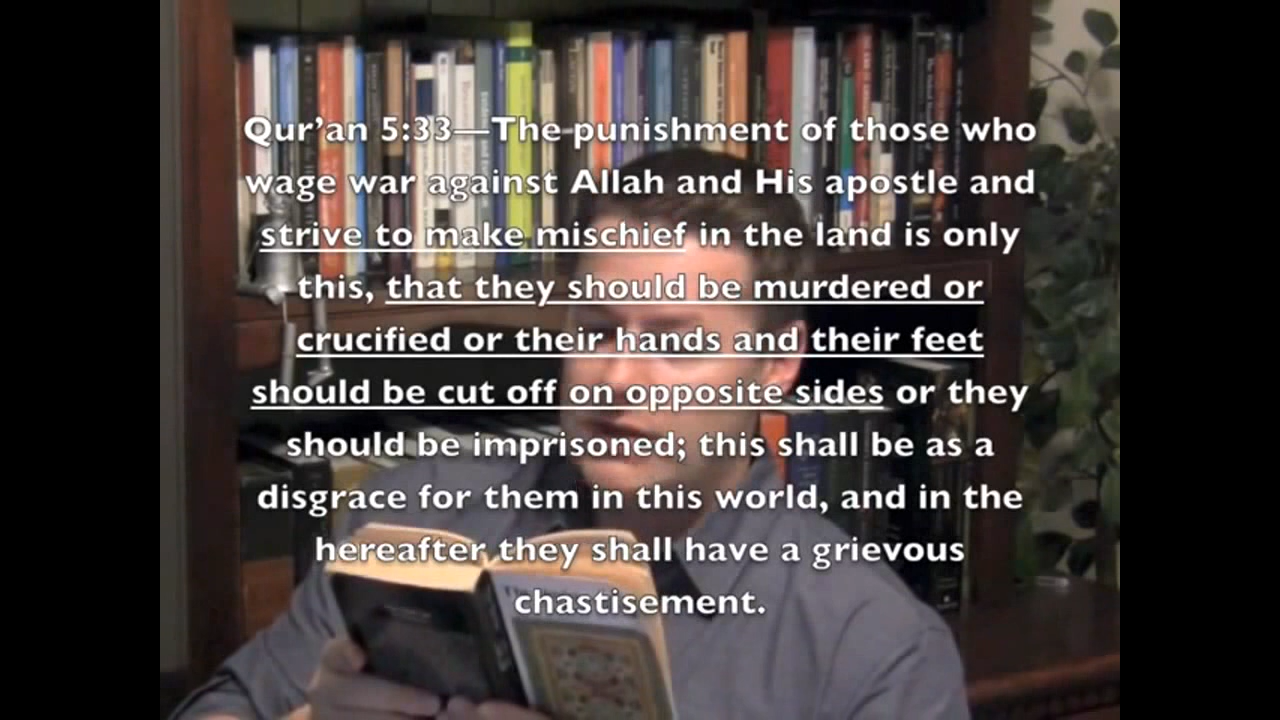 Qur’an 5:33—The punishment of those who
wage war against Allah and His apostle and
strive to make mischief in the land is only
this, that they should be murdered or
crucified or their hands and their feet
should be cut off on opposite sides or they
should be imprisoned; this shall be as a
disgrace for them in this world, and in the
hereafter they shall have a grievous
chastisement.